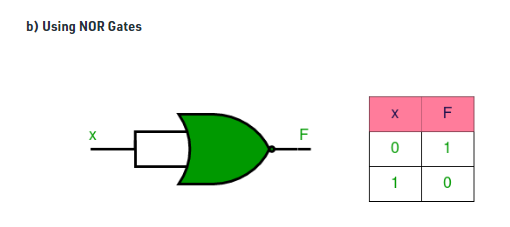 b) Using NOR Gates
x
F
x F
0 1
1 0